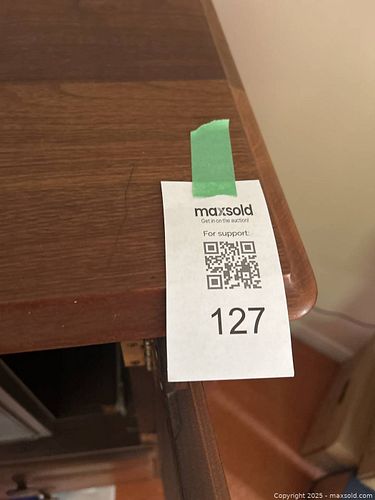 maxsold
Get in on the auction!
For support:
127
Copyright 2025 - maxsold.com